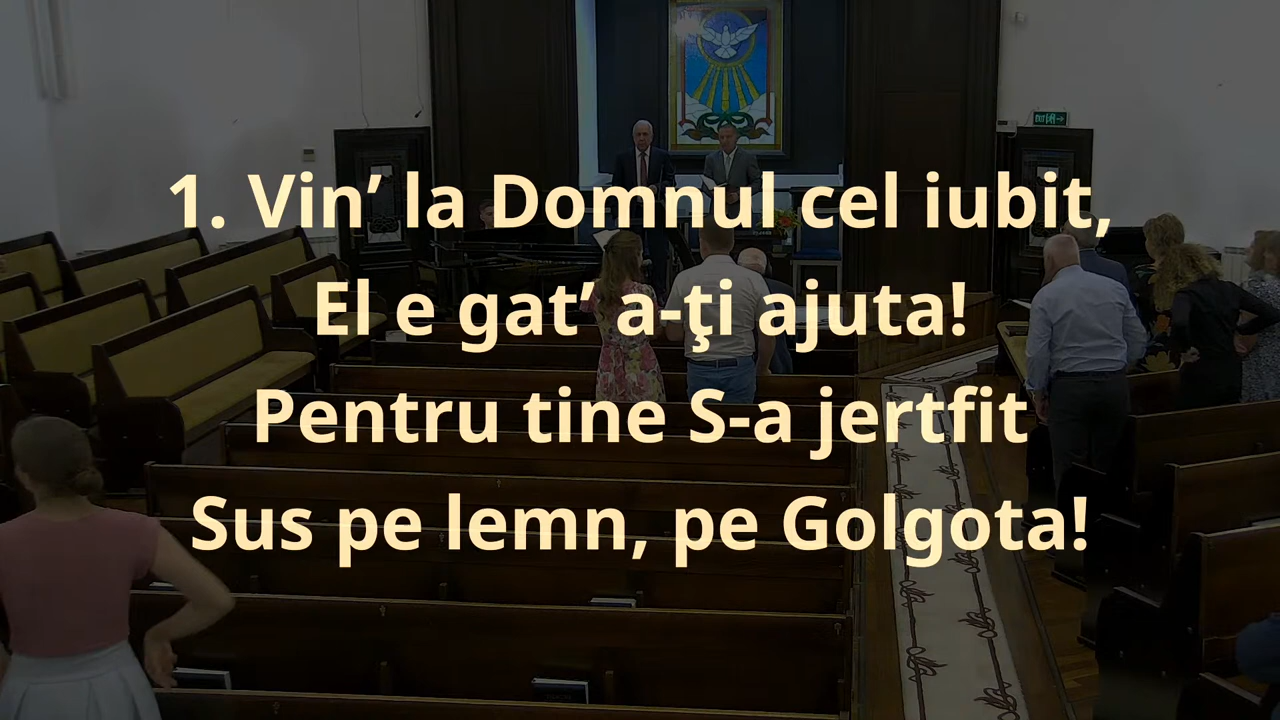 1. Vin’ la Domnul cel iubit,
El e gat’ a-ţi ajuta!
Pentru tine S-a jertfit
Sus pe lemn, pe Golgota!